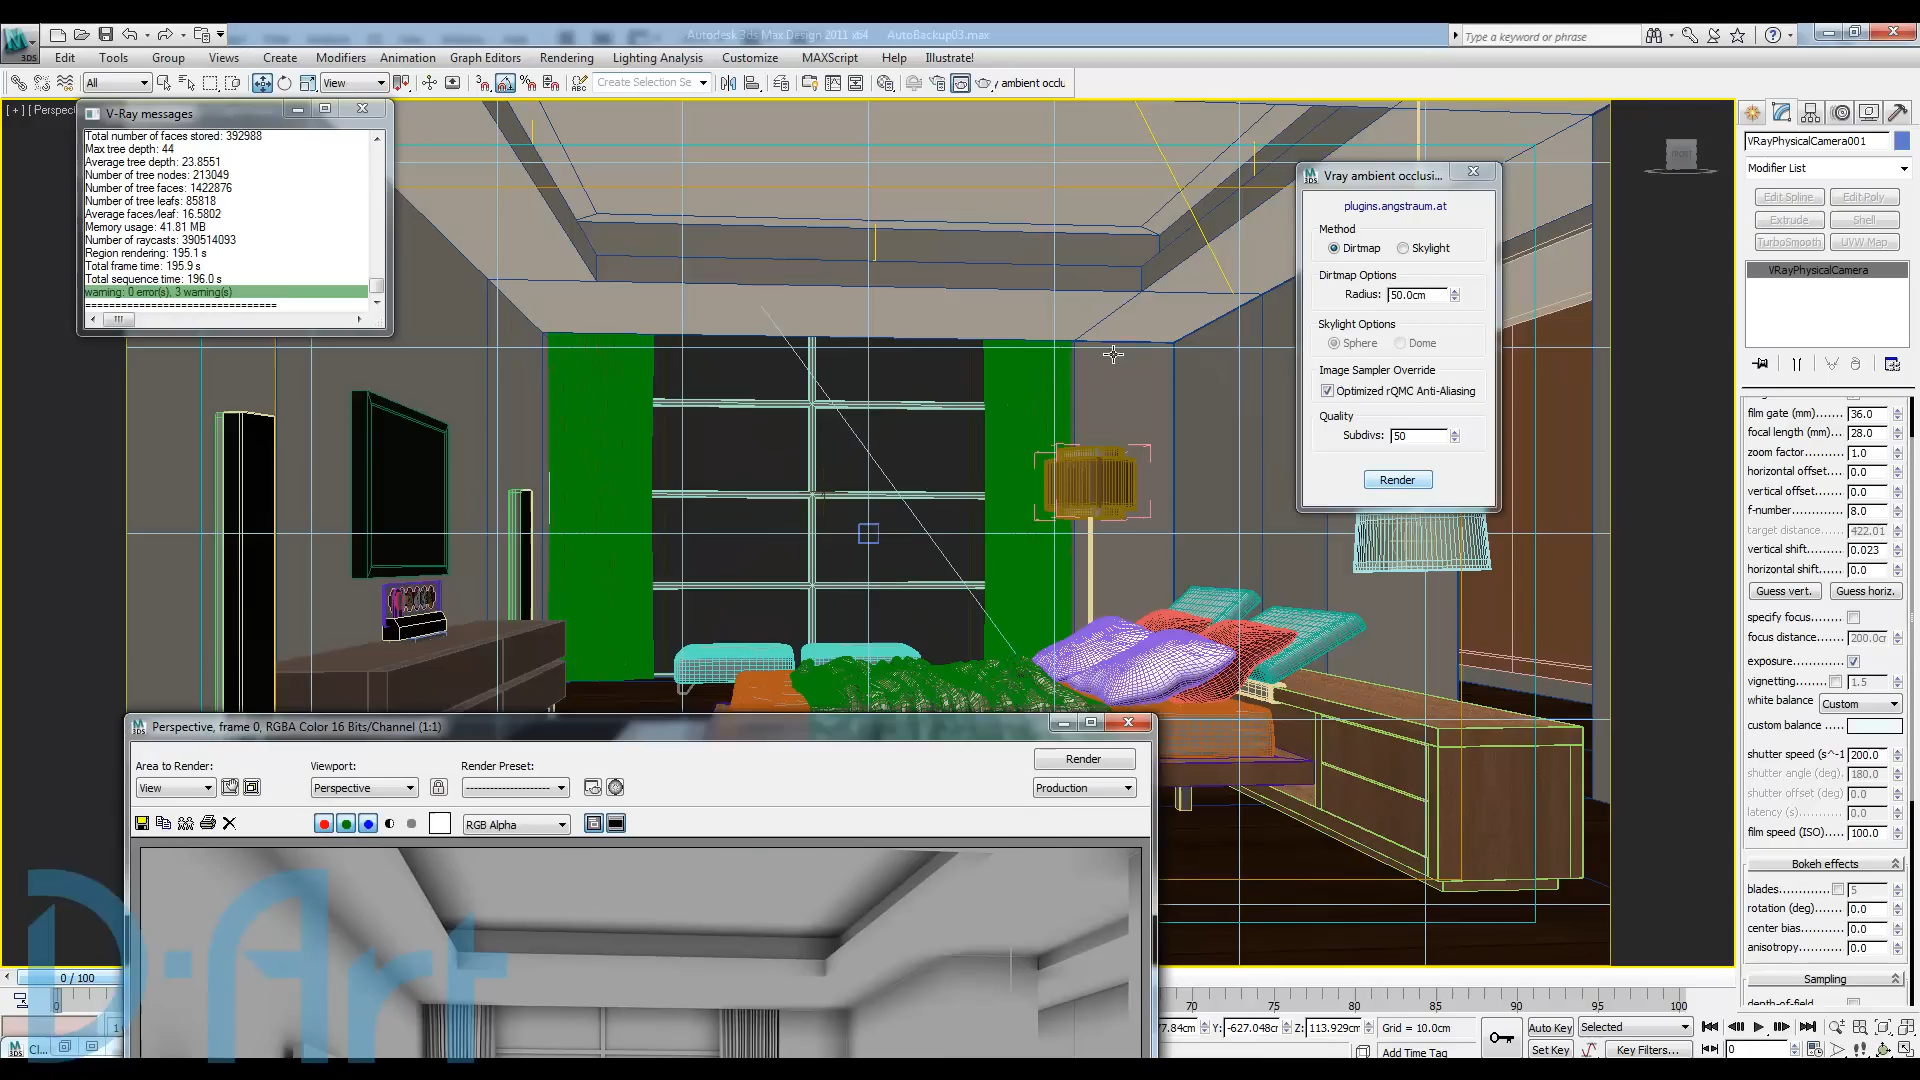 Autodesk 3ds Max Design 2011 x64 AutoBackup03.max
Type a keyword or phrase
3DS
Edit Tools Group Views Create Modifiers Animation Graph Editors Rendering Lighting Analysis Customize MAXScript Help Illustrate!
All View Create Selection Se y ambient occlu
[ + ] [ Perspec
V-Ray messages
Total number of faces stored: 392988
Max tree depth: 44
Average tree depth: 23.8551
Number of tree nodes: 213049
Number of tree faces: 1422876
Number of tree leafs: 85818
Average faces/leaf: 16.5802
Memory usage: 41.81 MB
Number of raycasts: 390514093
Region rendering: 195.1 s
Total frame time: 195.9 s
Total sequence time: 196.0 s
warning: 0 error(s), 3 warning(s)
==============================
Vray ambient occlusi...
plugins.angstraum.at
Method
Dirtmap Skylight
Dirtmap Options
Radius: 50.0cm
Skylight Options
Sphere Dome
Image Sampler Override
Optimized rQMC Anti-Aliasing
Quality
Subdivs: 50
Render
FRONT
VRayPhysicalCamera001
Modifier List
Edit Spline Edit Poly
Extrude Shell
TurboSmooth UVW Map
VRayPhysicalCamera
film gate (mm)....... 36.0
focal length (mm)... 28.0
zoom factor........... 1.0
horizontal offset..... 0.0
vertical offset........ 0.0
f-number............... 8.0
target distance....... 422.01
vertical shift........... 0.023
horizontal shift....... 0.0
Guess vert. Guess horiz.
specify focus.........
focus distance........ 200.0cr
exposure...............
vignetting............. 1.5
white balance Custom
custom balance .....
shutter speed (s^-1 200.0
shutter angle (deg). 180.0
shutter offset (deg) 0.0
latency (s)............ 0.0
film speed (ISO)..... 100.0
Bokeh effects
blades................. 5
rotation (deg)........ 0.0
center bias............ 0.0
anisotropy............. 0.0
Sampling
depth-of-field
Perspective, frame 0, RGBA Color 16 Bits/Channel (1:1)
Area to Render: Viewport: Render Preset: Render
View Perspective -------------------- Production
RGB Alpha
D-Art
0 / 100
0
70 75 80 85 90 95 100
77.84cm Y: -627.048cm Z: 113.929cm Grid = 10.0cm Auto Key Selected
Add Time Tag Set Key Key Filters... 0
Cl...